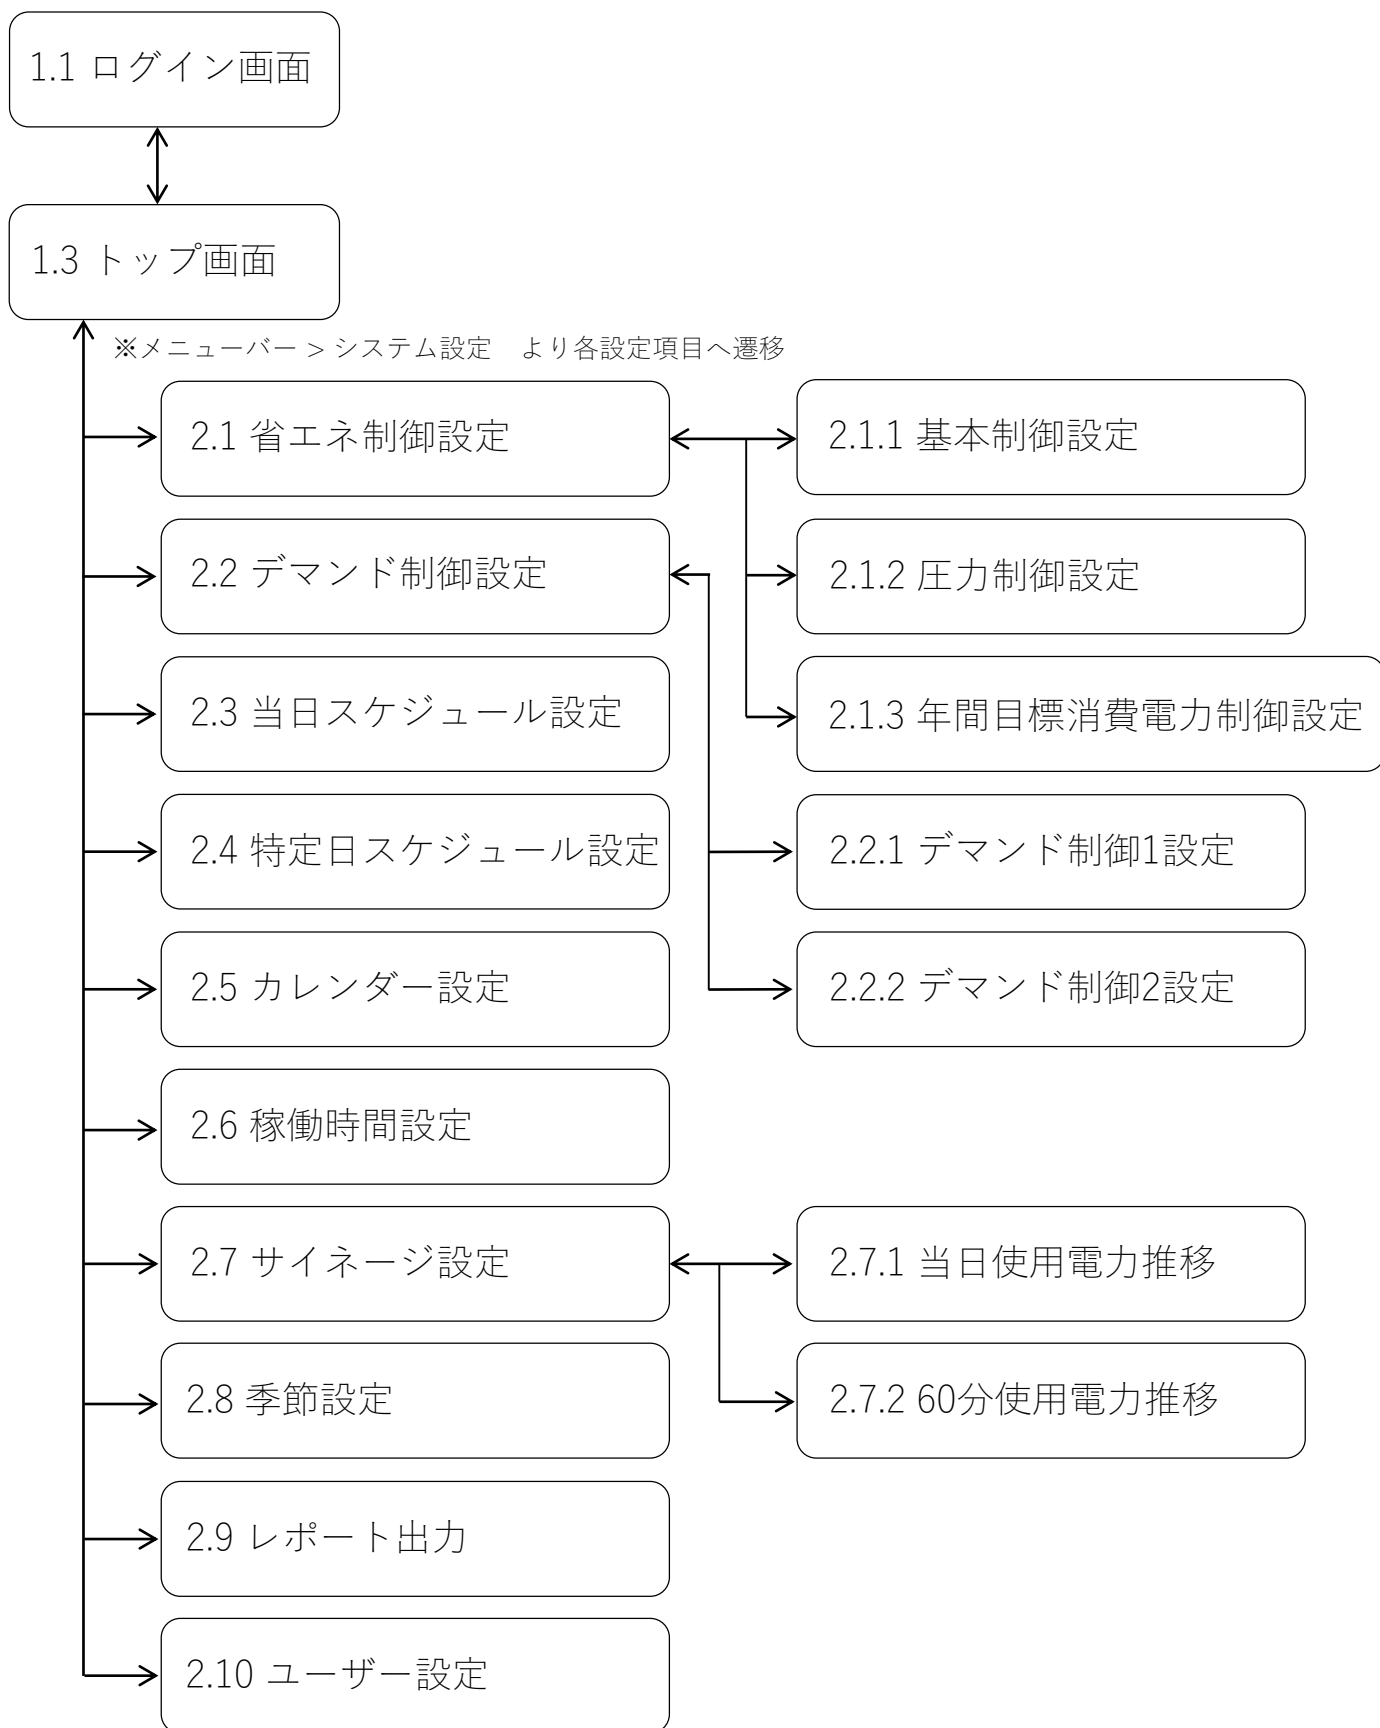 1.1 ログイン画面
1.3 トップ画面
※メニューバー > システム設定　より各設定項目へ遷移
2.1 省エネ制御設定
2.1.1 基本制御設定
2.2 デマンド制御設定
2.1.2 圧力制御設定
2.3 当日スケジュール設定
2.1.3 年間目標消費電力制御設定
2.4 特定日スケジュール設定
2.2.1 デマンド制御1設定
2.5 カレンダー設定
2.2.2 デマンド制御2設定
2.6 稼働時間設定
2.7 サイネージ設定
2.7.1 当日使用電力推移
2.8 季節設定
2.7.2 60分使用電力推移
2.9 レポート出力
2.10 ユーザー設定